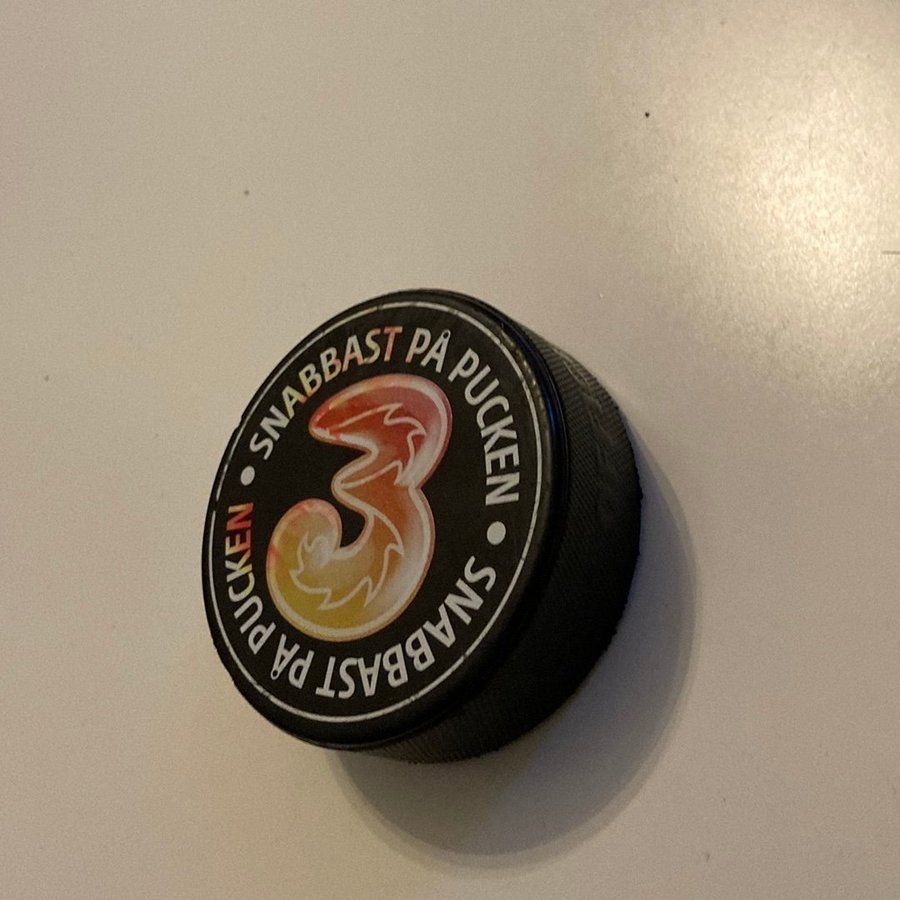 SNABBAST PÅ PUCKEN • SNABBAST PÅ PUCKEN •
3